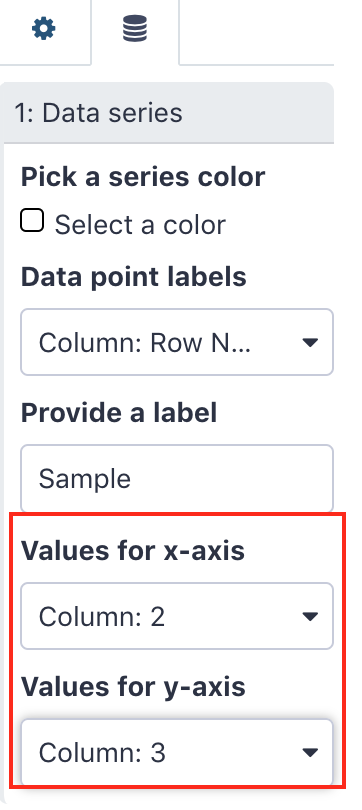 1: Data series
Pick a series color
Select a color
Data point labels
Column: Row N...
Provide a label
Sample
Values for x-axis
Column: 2
Values for y-axis
Column: 3